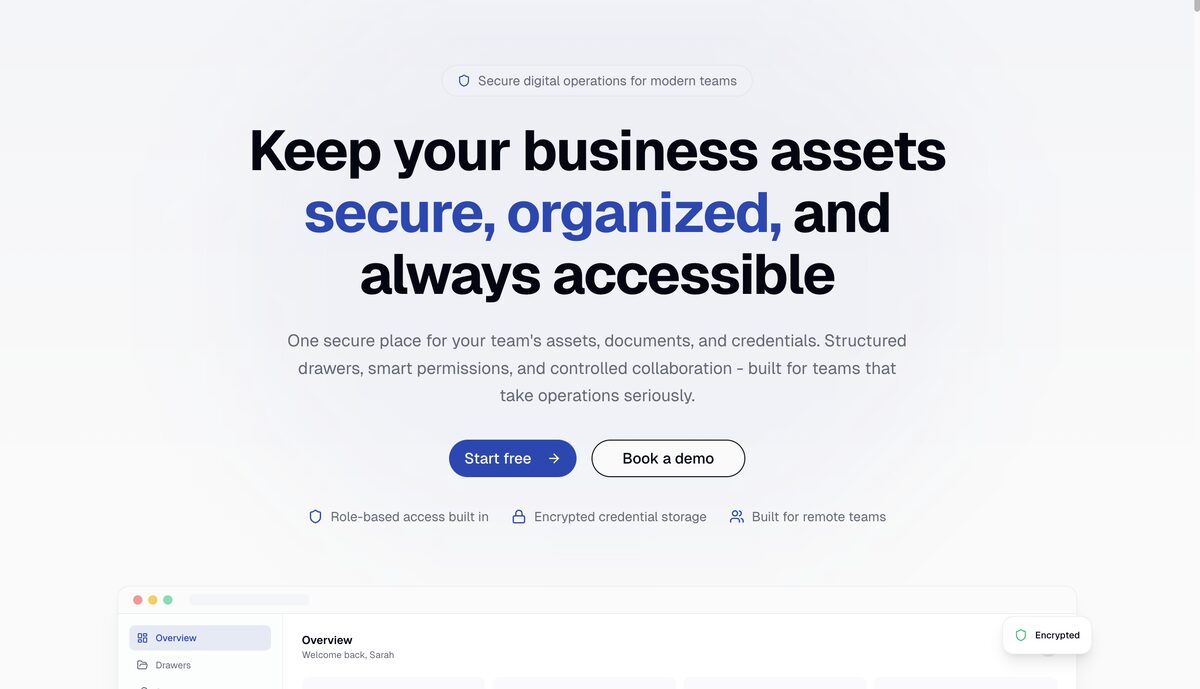 Secure digital operations for modern teams
Keep your business assets
secure, organized, and
always accessible
One secure place for your team's assets, documents, and credentials. Structured
drawers, smart permissions, and controlled collaboration - built for teams that
take operations seriously.
Start free
Book a demo
Role-based access built in
Encrypted credential storage
Built for remote teams
Overview
Drawers
Overview
Welcome back, Sarah
Encrypted